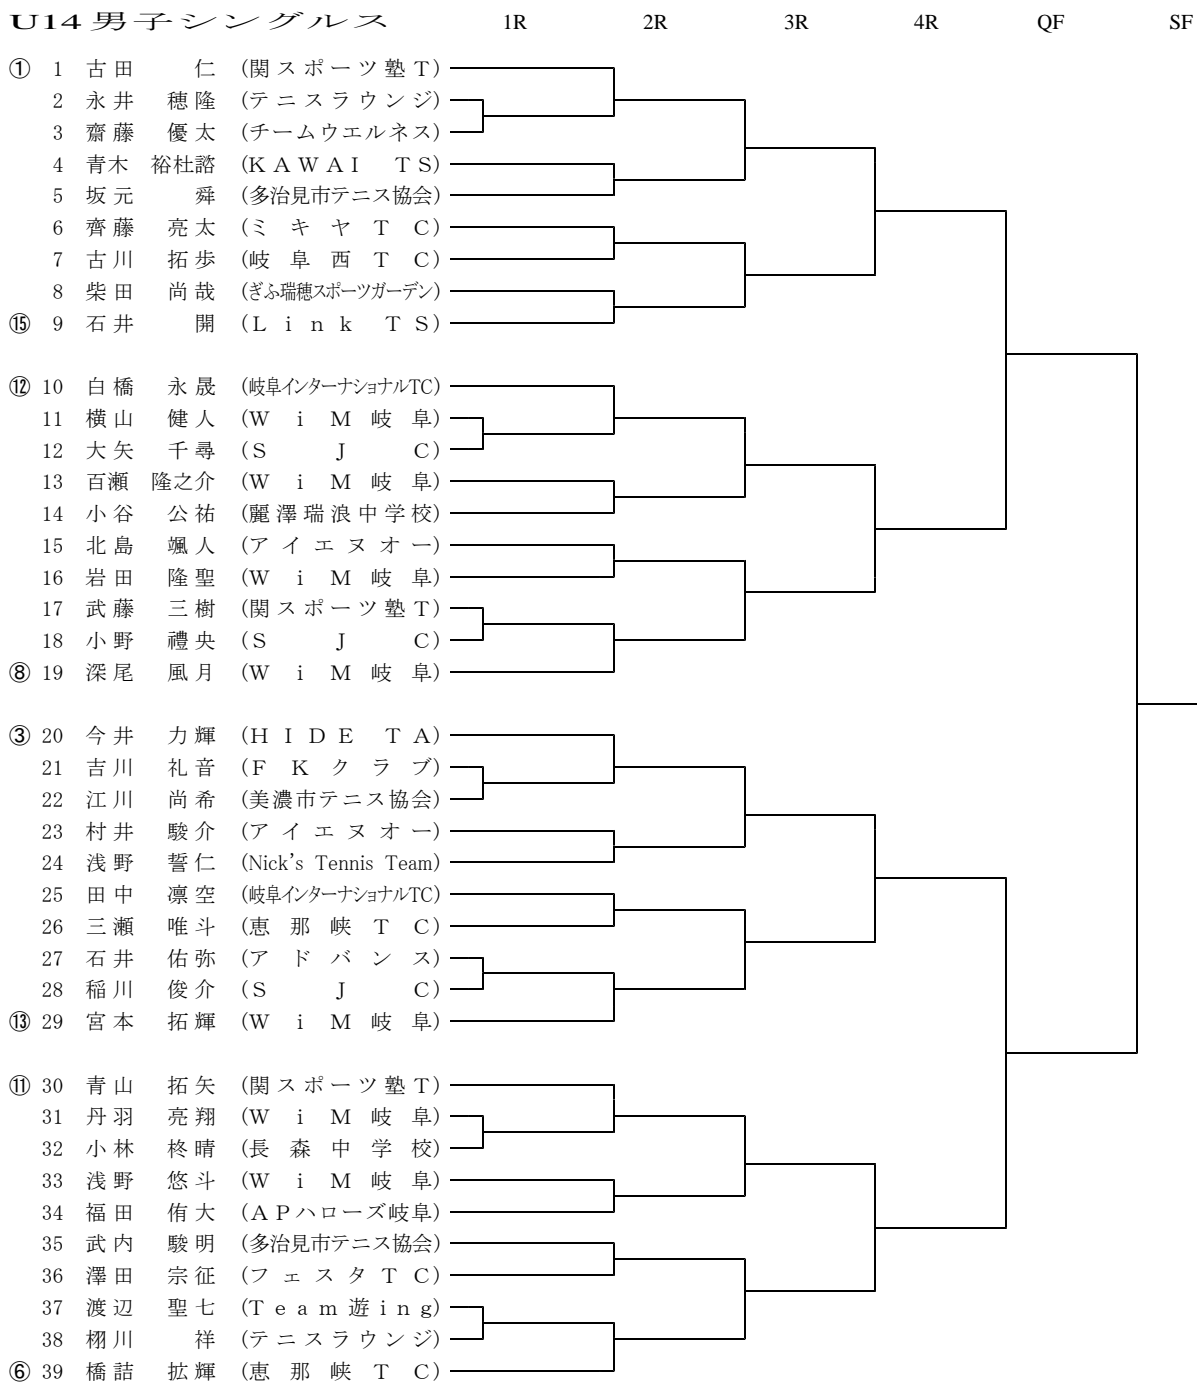 U14男子シングルス 1R 2R 3R 4R QF SF
① 1 古田 仁 (関スポーツ塾T)
2 永井 穂隆 (テニスラウンジ)
3 齋藤 優太 (チームウエルネス)
4 青木 裕杜諮 (KAWAI TS)
5 坂元 舜 (多治見市テニス協会)
6 齊藤 亮太 (ミキヤTC)
7 古川 拓歩 (岐阜西TC)
8 柴田 尚哉 (ぎふ瑞穂スポーツガーデン)
⑮ 9 石井 開 (Link TS)
⑫ 10 白橋 永晟 (岐阜インターナショナルTC)
11 横山 健人 (WiM岐阜)
12 大矢 千尋 (SJC)
13 百瀬 隆之介 (WiM岐阜)
14 小谷 公祐 (麗澤瑞浪中学校)
15 北島 颯人 (アイエヌオー)
16 岩田 隆聖 (WiM岐阜)
17 武藤 三樹 (関スポーツ塾T)
18 小野 禮央 (SJC)
⑧ 19 深尾 風月 (WiM岐阜)
③ 20 今井 力輝 (HIDE TA)
21 吉川 礼音 (FKクラブ)
22 江川 尚希 (美濃市テニス協会)
23 村井 駿介 (アイエヌオー)
24 浅野 誓仁 (Nick's Tennis Team)
25 田中 凛空 (岐阜インターナショナルTC)
26 三瀬 唯斗 (恵那峡TC)
27 石井 佑弥 (アドバンス)
28 稲川 俊介 (SJC)
⑬ 29 宮本 拓輝 (WiM岐阜)
⑪ 30 青山 拓矢 (関スポーツ塾T)
31 丹羽 亮翔 (WiM岐阜)
32 小林 柊晴 (長森中学校)
33 浅野 悠斗 (WiM岐阜)
34 福田 侑大 (APハローズ岐阜)
35 武内 駿明 (多治見市テニス協会)
36 澤田 宗征 (フェスタTC)
37 渡辺 聖七 (Team遊ing)
38 栩川 祥 (テニスラウンジ)
⑥ 39 橋詰 拡輝 (恵那峡TC)